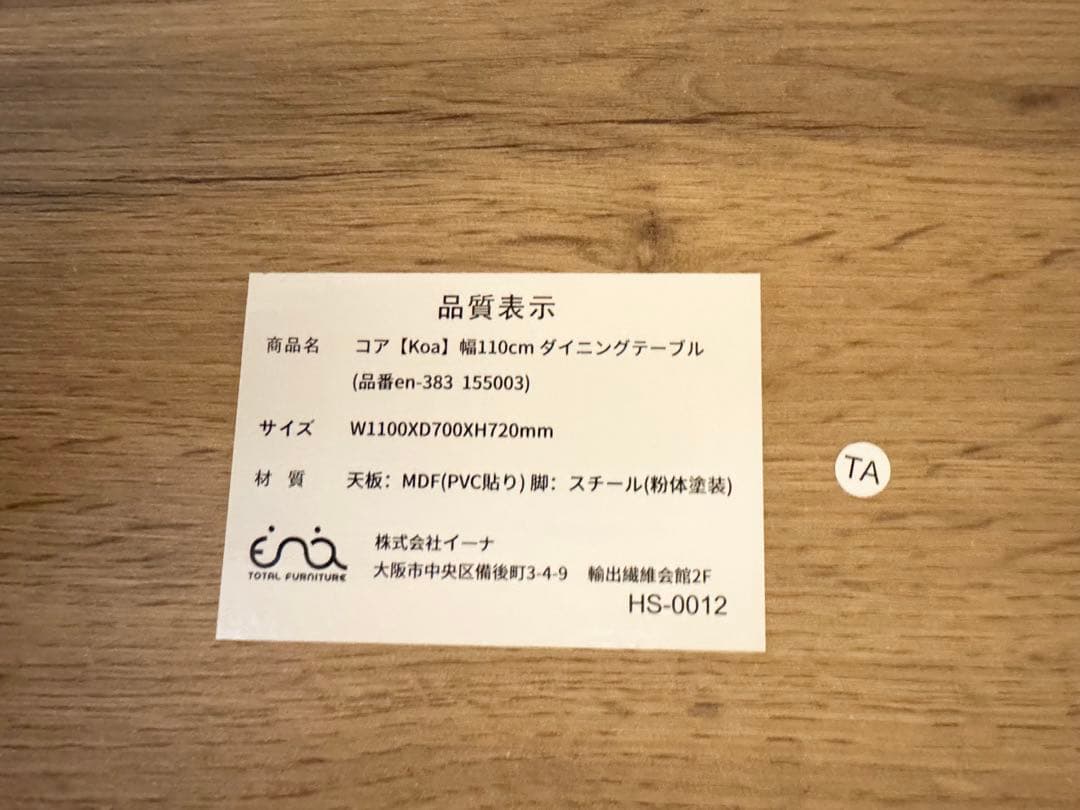 品質表示
商品名 コア【Koa】幅110cm ダイニングテーブル
(品番en-383 155003)
サイズ W1100XD700XH720mm
材 質 天板：MDF(PVC貼り) 脚：スチール(粉体塗装)
ena
TOTAL FURNITURE
株式会社イーナ
大阪市中央区備後町3-4-9 輸出繊維会館2F
HS-0012
TA